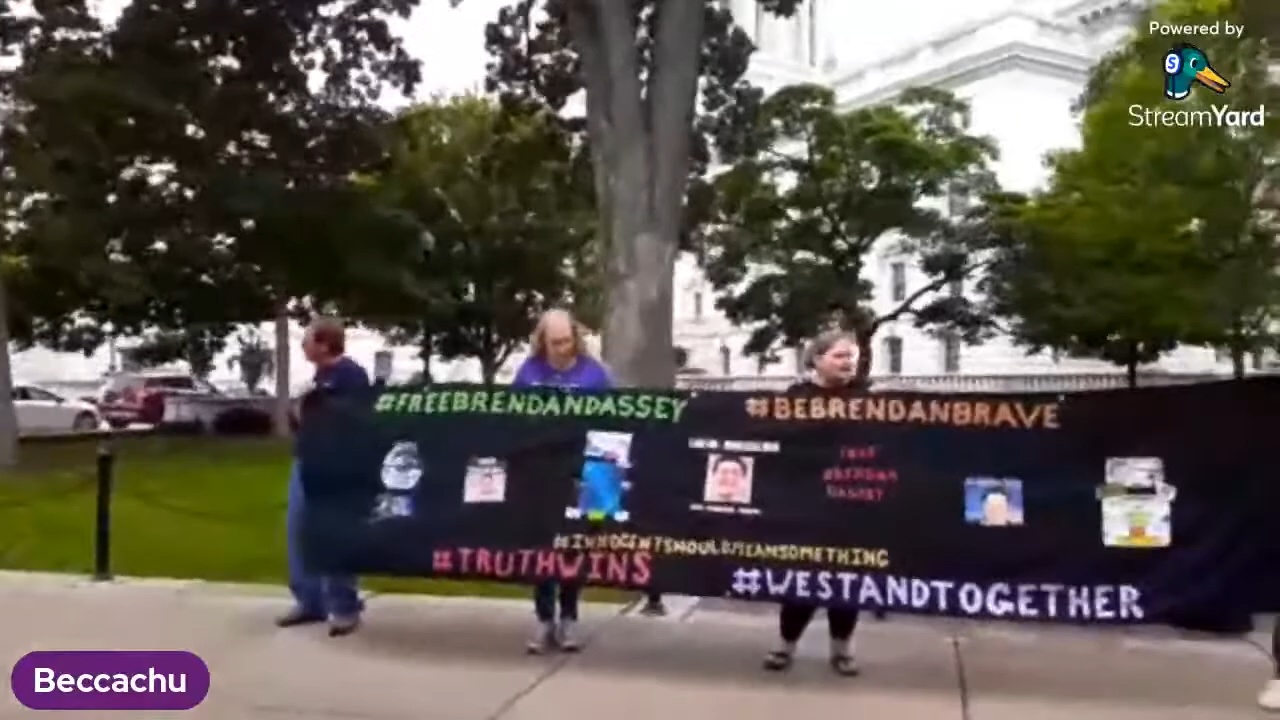 Powered by
StreamYard
#FREEBRENDANDASSEY
#BEBRENDANBRAVE
#INNOCENTSHOULDMEANSOMETHING
#TRUTHWINS
#WESTANDTOGETHER
Beccachu